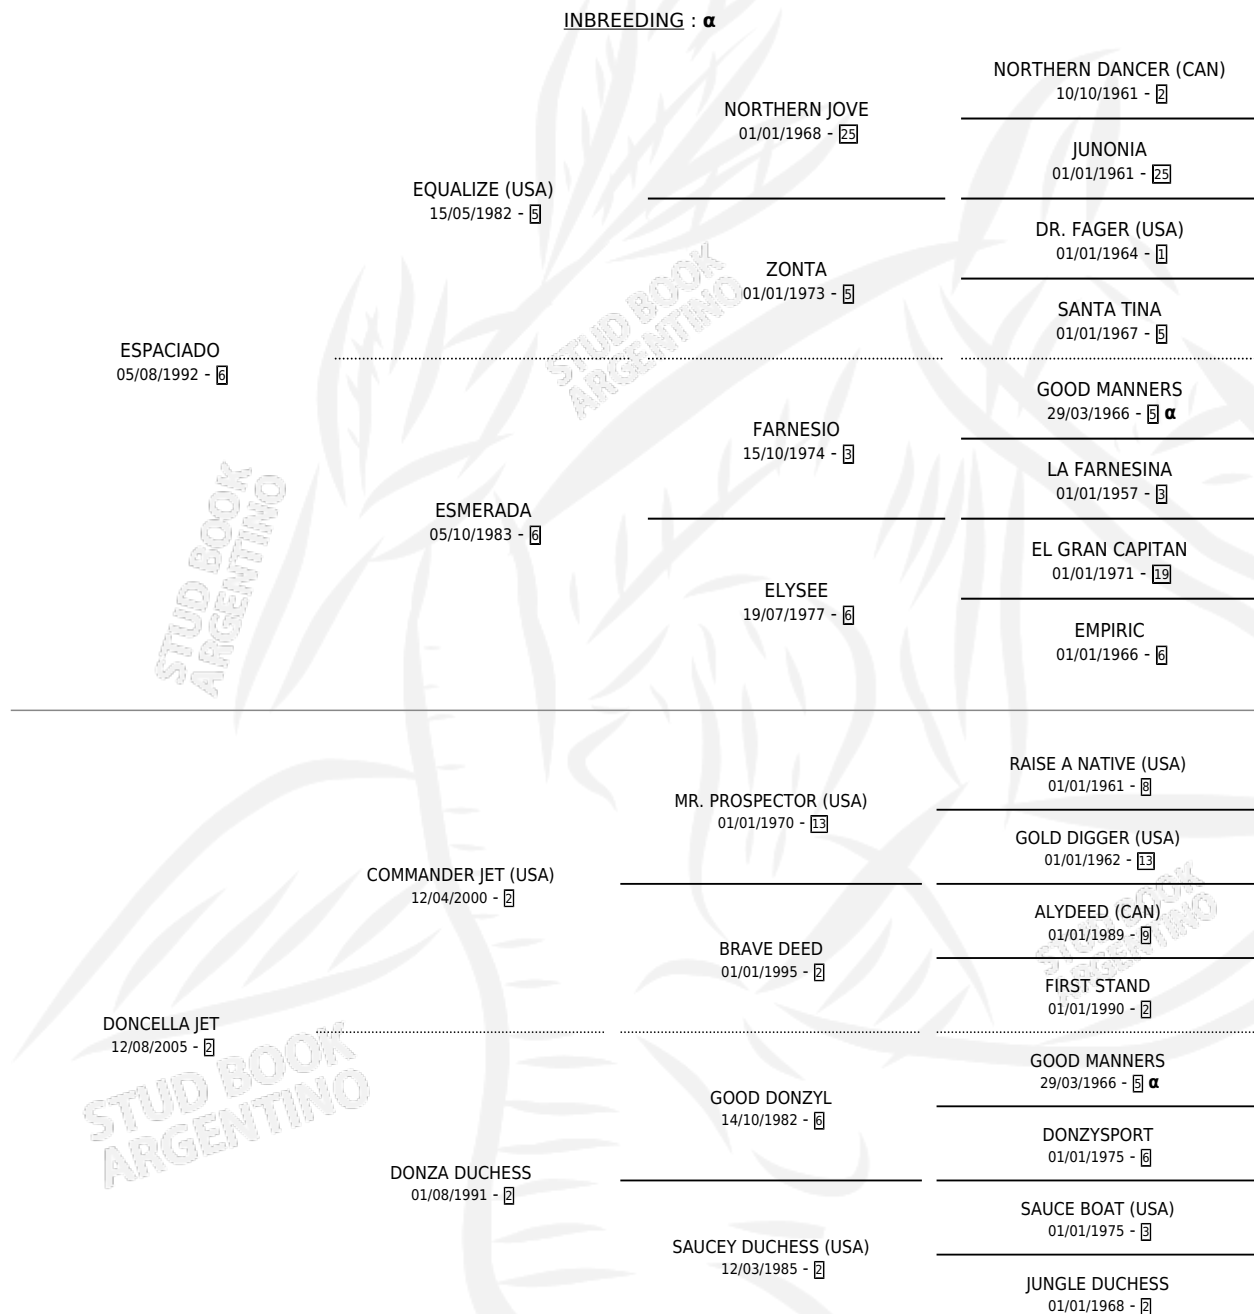 INBREEDING : α
NORTHERN DANCER (CAN)
10/10/1961 - 2
NORTHERN JOVE
01/01/1968 - 25
JUNONIA
01/01/1961 - 25
EQUALIZE (USA)
15/05/1982 - 5
DR. FAGER (USA)
01/01/1964 - 1
ZONTA
01/01/1973 - 5
SANTA TINA
01/01/1967 - 5
ESPACIADO
05/08/1992 - 6
GOOD MANNERS
29/03/1966 - 5 α
FARNESIO
15/10/1974 - 3
LA FARNESINA
01/01/1957 - 3
ESMERADA
05/10/1983 - 6
EL GRAN CAPITAN
01/01/1971 - 19
ELYSEE
19/07/1977 - 6
EMPIRIC
01/01/1966 - 6
RAISE A NATIVE (USA)
01/01/1961 - 8
MR. PROSPECTOR (USA)
01/01/1970 - 13
GOLD DIGGER (USA)
01/01/1962 - 13
COMMANDER JET (USA)
12/04/2000 - 2
ALYDEED (CAN)
01/01/1989 - 9
BRAVE DEED
01/01/1995 - 2
FIRST STAND
01/01/1990 - 2
DONCELLA JET
12/08/2005 - 2
GOOD MANNERS
29/03/1966 - 5 α
GOOD DONZYL
14/10/1982 - 6
DONZYSPORT
01/01/1975 - 6
DONZA DUCHESS
01/08/1991 - 2
SAUCE BOAT (USA)
01/01/1975 - 3
SAUCEY DUCHESS (USA)
12/03/1985 - 2
JUNGLE DUCHESS
01/01/1968 - 2
STUD BOOK
ARGENTINO
STUD BOOK
ARGENTINO
STUD BOOK
ARGENTINO
STUD BOOK
ARGENTINO